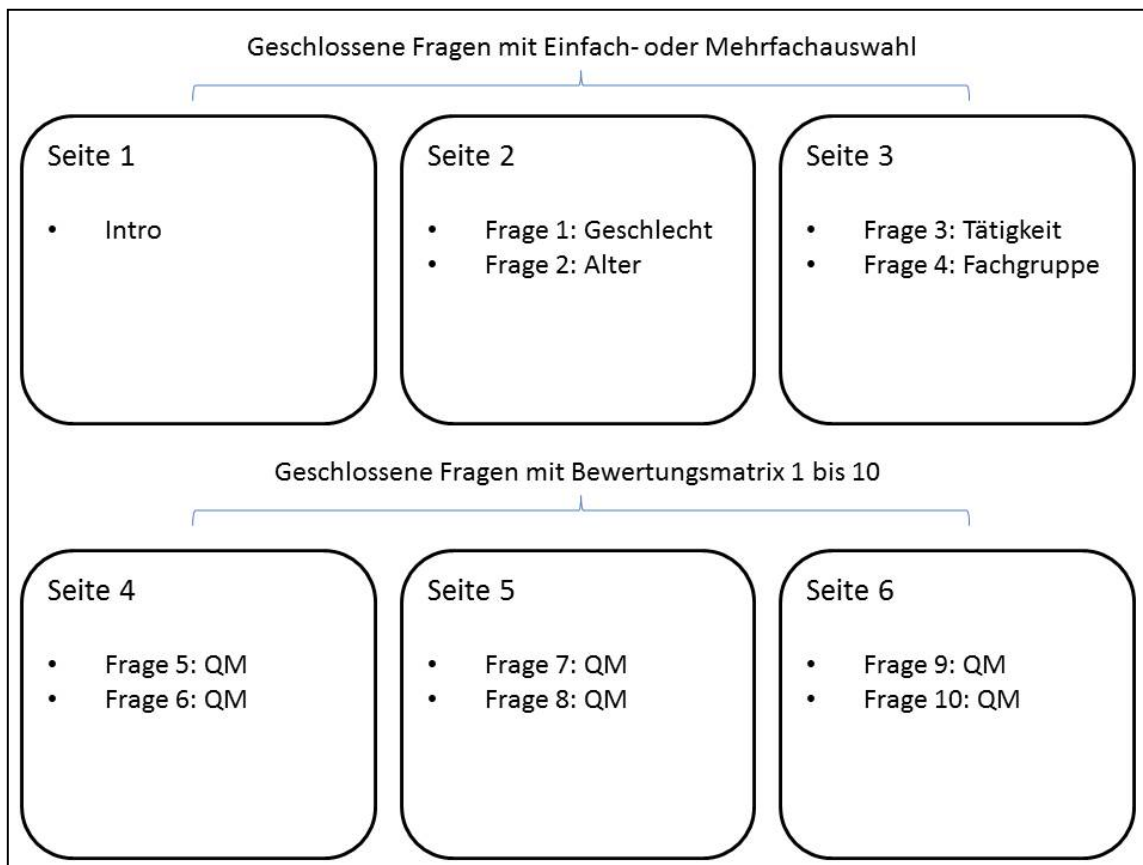 Geschlossene Fragen mit Einfach- oder Mehrfachauswahl
Seite 1
• Intro
Seite 2
• Frage 1: Geschlecht
• Frage 2: Alter
Seite 3
• Frage 3: Tätigkeit
• Frage 4: Fachgruppe
Geschlossene Fragen mit Bewertungsmatrix 1 bis 10
Seite 4
• Frage 5: QM
• Frage 6: QM
Seite 5
• Frage 7: QM
• Frage 8: QM
Seite 6
• Frage 9: QM
• Frage 10: QM